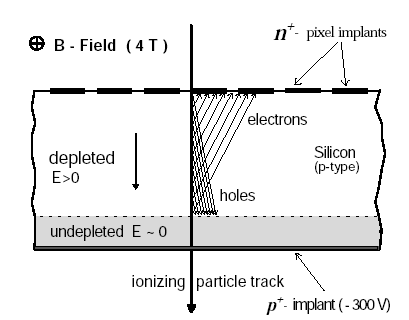 ⊕ B - Field ( 4 T )
n+- pixel implants
electrons
depleted
E>0
Silicon
(p-type)
holes
undepleted E ~ 0
ionizing particle track
p+- implant ( - 300 V)